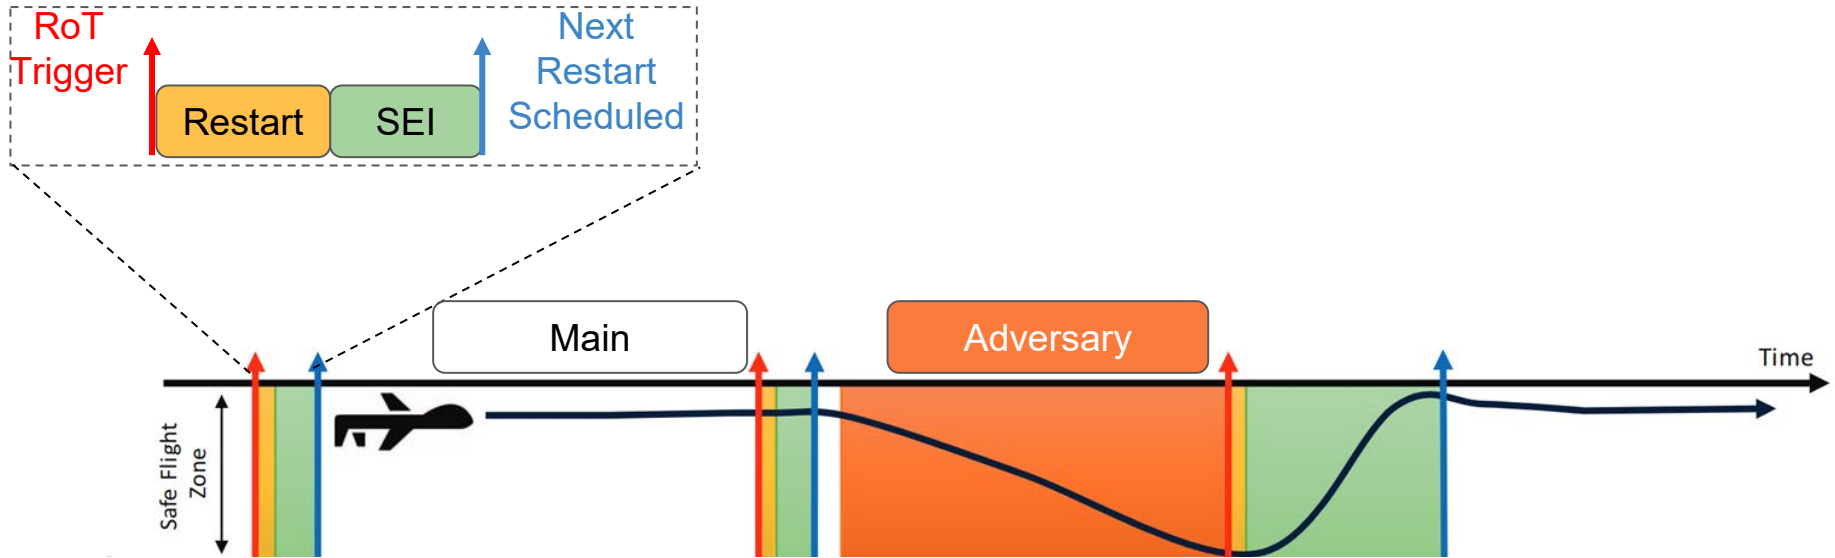 RoT
Trigger
Restart
SEI
Next
Restart
Scheduled
Main
Adversary
Time
Safe Flight
Zone